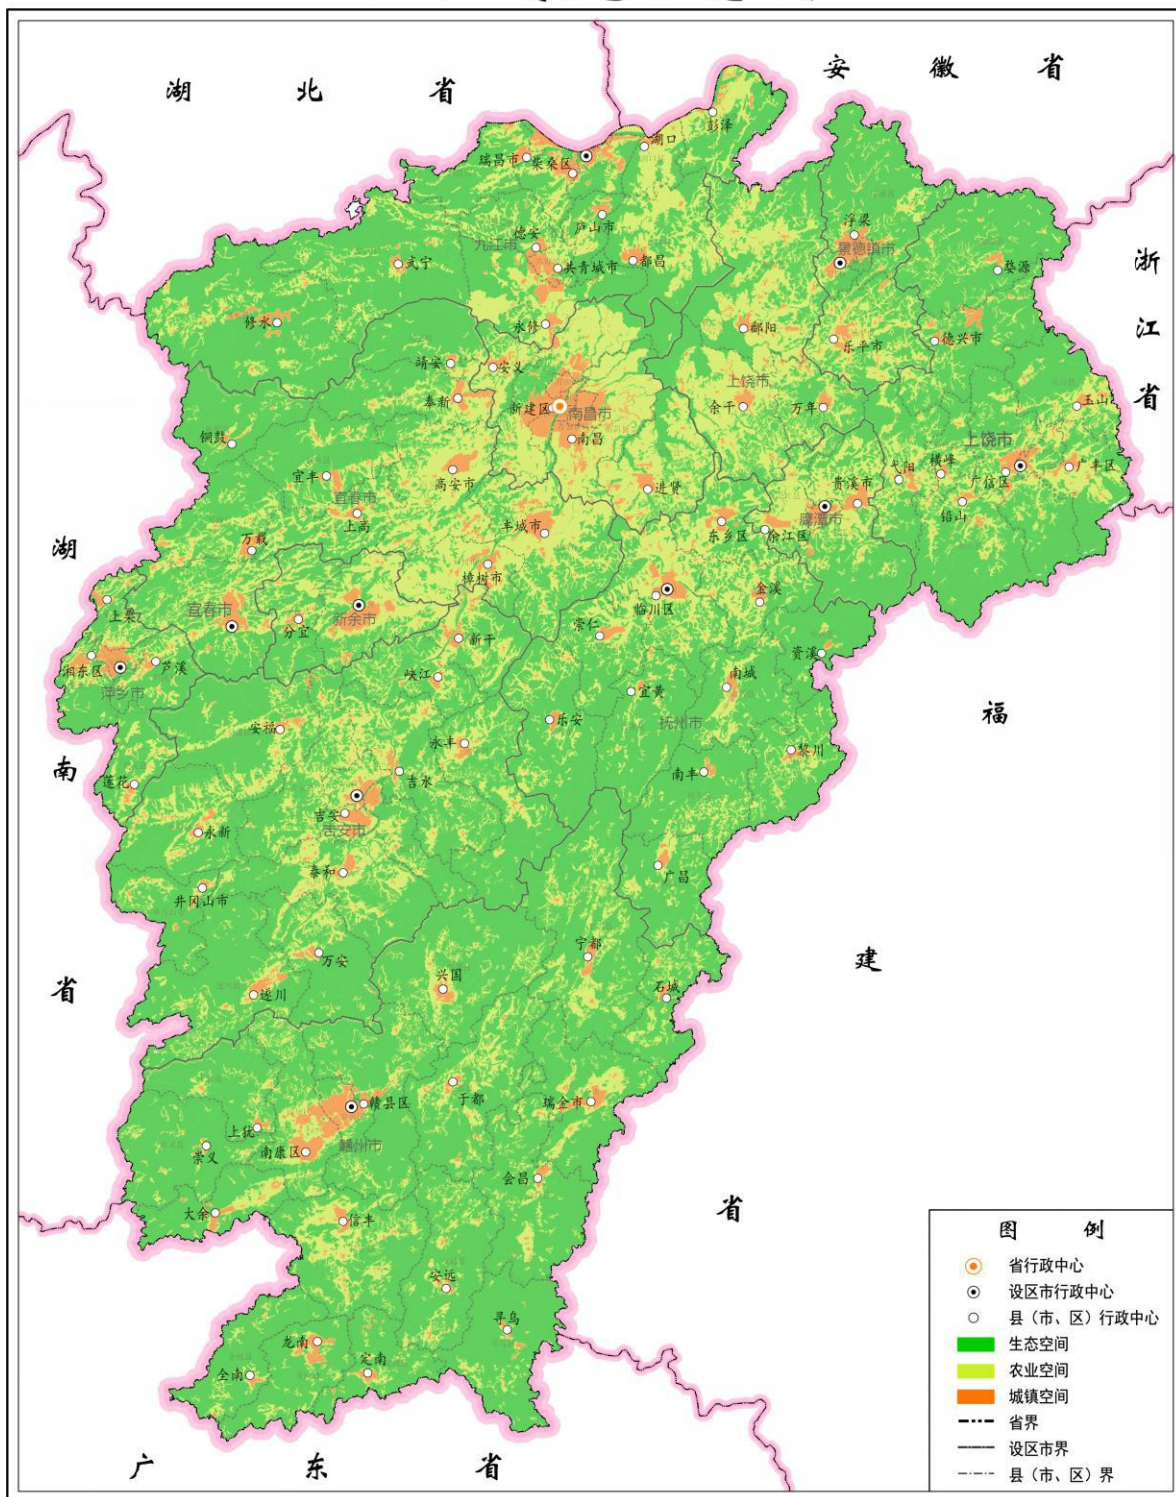 湖 北 省
安 徽 省
浙 江 省
湖 南 省
福 建 省
广 东 省
彭泽
湖口
瑞昌市
柴桑区
庐山市
德安
九江市
共青城市
都昌
武宁
修水
永修
浮梁
景德镇市
婺源
鄱阳
乐平市
德兴市
靖安
安义
奉新
新建区
南昌市
南昌
上饶市
余干
万年
玉山
铜鼓
宜丰
宜春市
上高
高安市
进贤
丰城市
东乡区
余江区
贵溪市
鹰潭市
弋阳
横峰
上饶市
广信区
广丰区
铅山
万载
樟树市
上栗
宜春市
分宜
新余市
新干
临川区
金溪
崇仁
资溪
湘东区
芦溪
萍乡市
峡江
南城
宜黄
安福
乐安
抚州市
永丰
黎川
莲花
吉水
南丰
吉安
吉安市
永新
泰和
广昌
井冈山市
宁都
万安
兴国
遂川
石城
赣县区
于都
瑞金市
上犹
南康区
赣州市
崇义
会昌
大余
信丰
安远
寻乌
龙南
定南
全南
图 例
省行政中心
设区市行政中心
县（市、区）行政中心
生态空间
农业空间
城镇空间
省界
设区市界
县（市、区）界